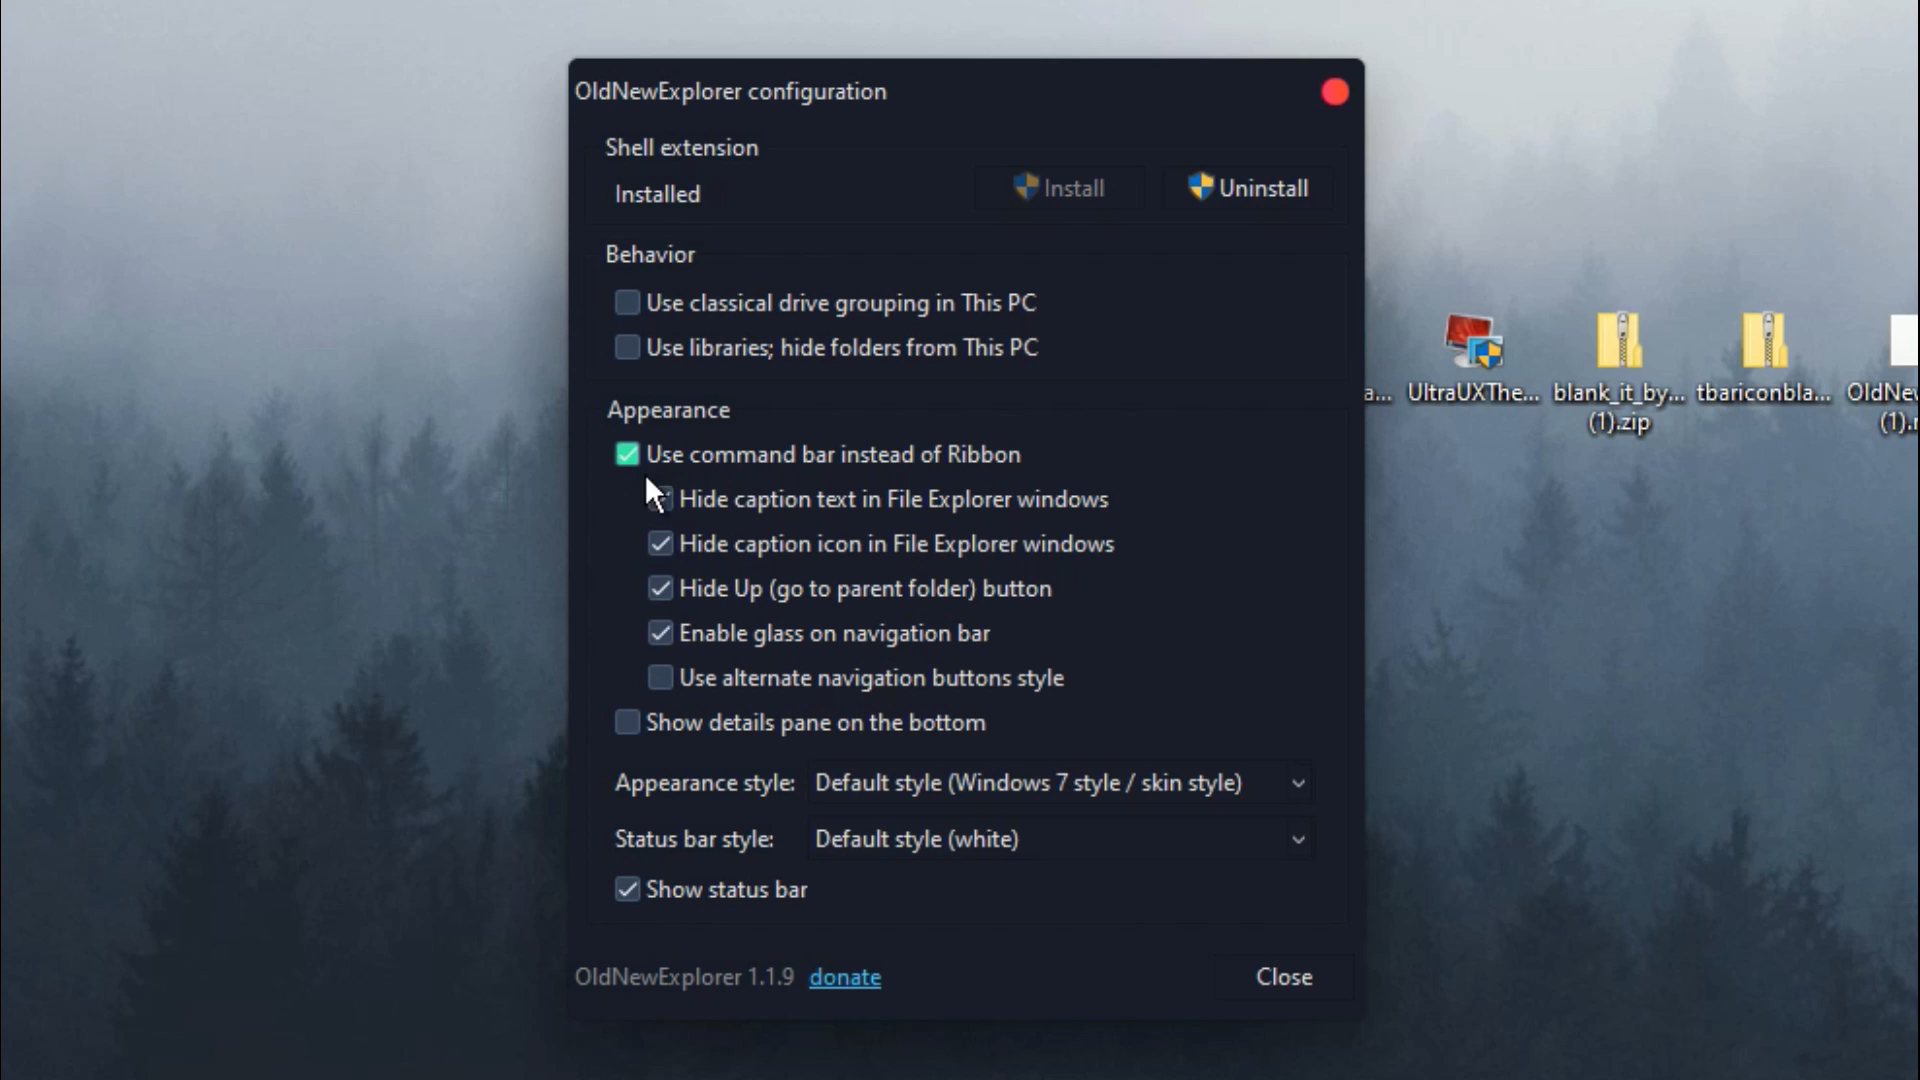 OldNewExplorer configuration
Shell extension
Installed
Install
Uninstall
Behavior
Use classical drive grouping in This PC
Use libraries; hide folders from This PC
Appearance
Use command bar instead of Ribbon
Hide caption text in File Explorer windows
Hide caption icon in File Explorer windows
Hide Up (go to parent folder) button
Enable glass on navigation bar
Use alternate navigation buttons style
Show details pane on the bottom
Appearance style: Default style (Windows 7 style / skin style)
Status bar style: Default style (white)
Show status bar
OldNewExplorer 1.1.9 donate
Close
a...
UltraUXThe...
blank_it_by...
(1).zip
tbariconbla...
OldNew
(1).